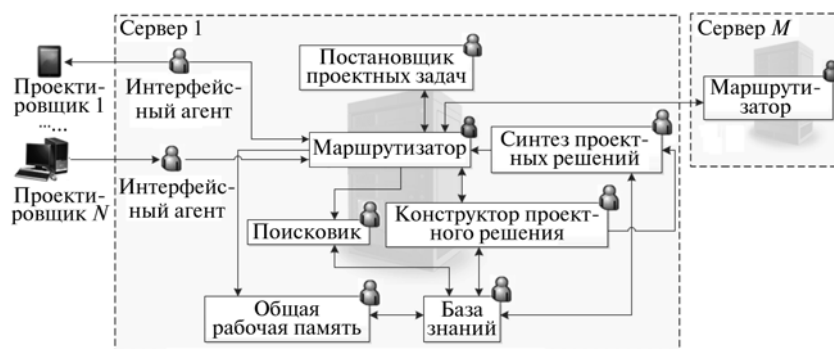 Сервер 1
Сервер M
Постановщик
проектных задач
Проекти-
ровщик 1
Интерфейс-
ный агент
Маршрути-
затор
......
Маршрутизатор
Синтез проект-
ных решений
Проекти-
ровщик N
Интерфейс-
ный агент
Поисковик
Конструктор проект-
ного решения
Общая
рабочая память
База
знаний